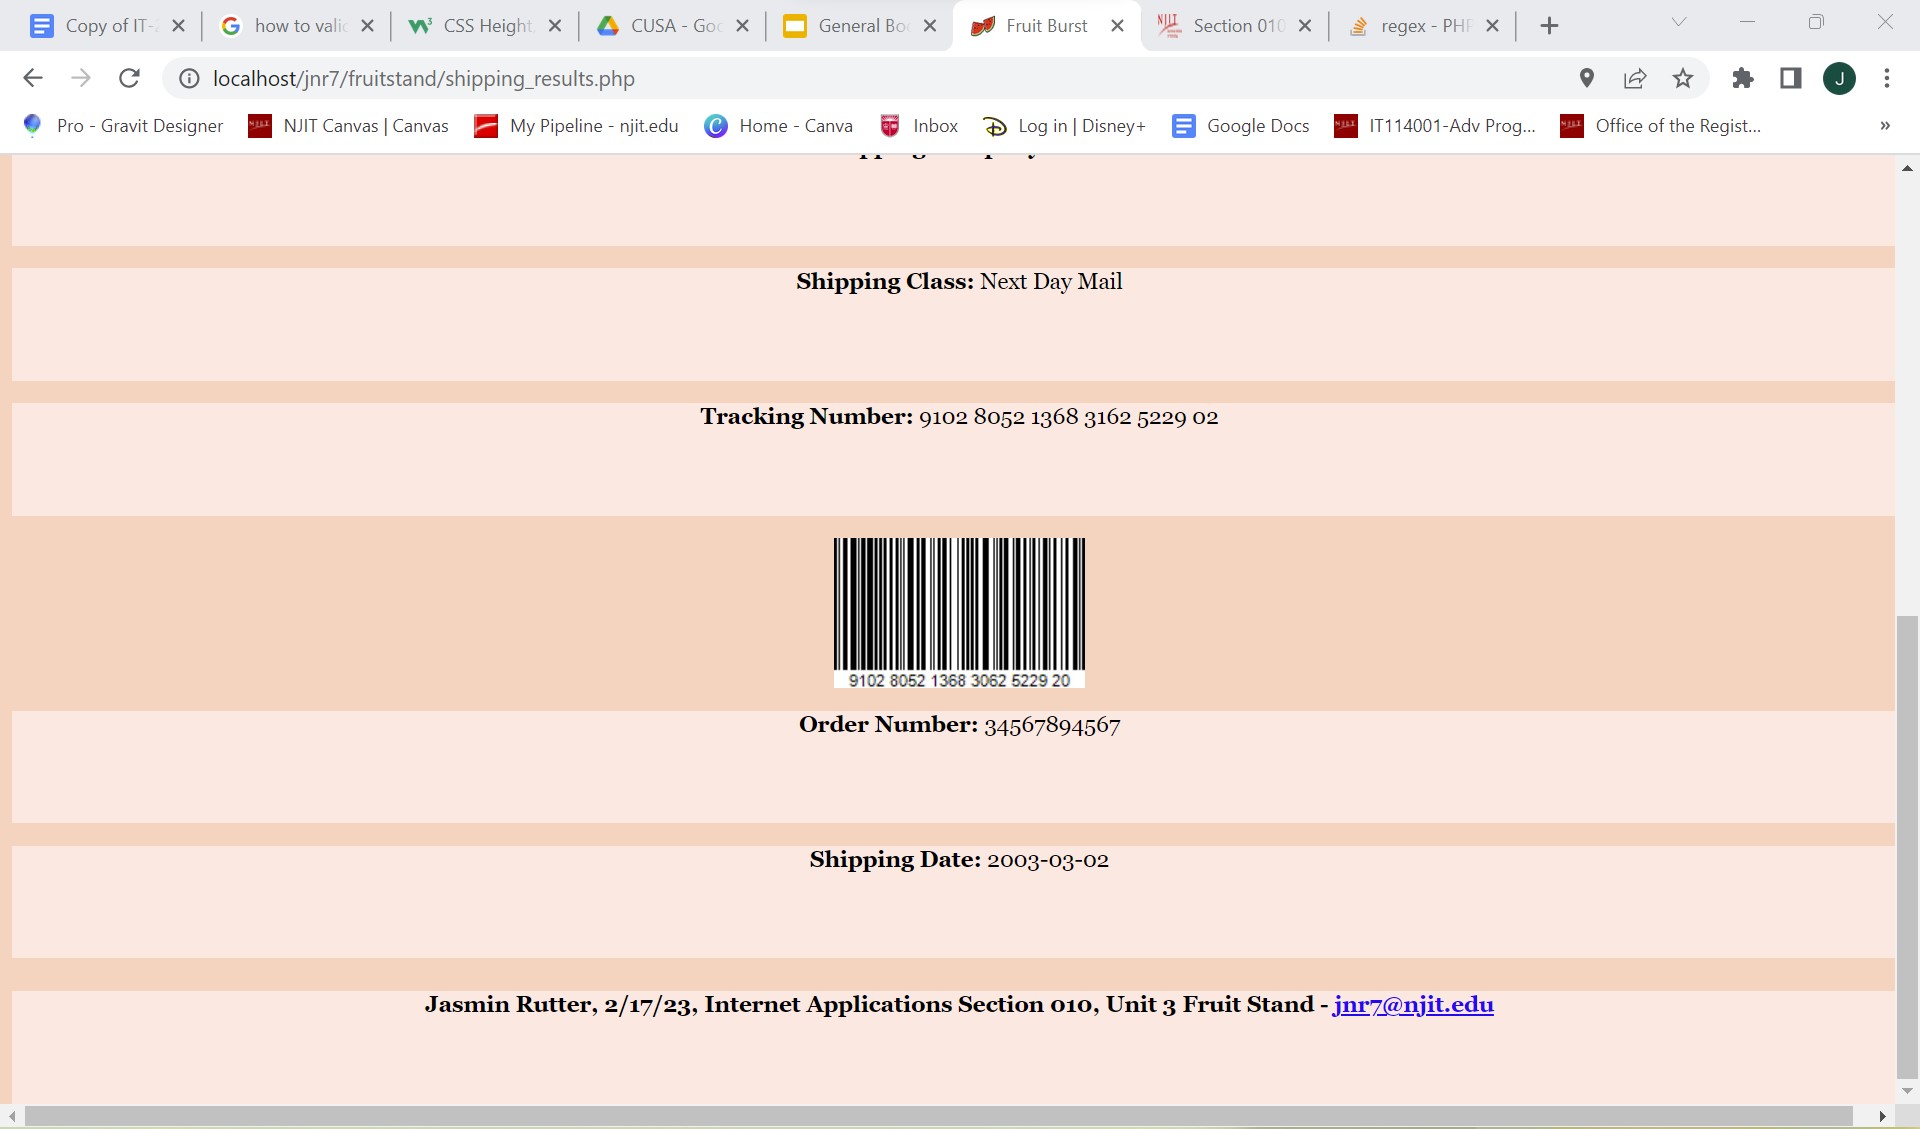 Copy of IT-
how to valid
CSS Height
CUSA - Goo
General Bo
Fruit Burst
Section 010
regex - PHP
localhost/jnr7/fruitstand/shipping_results.php
J
Pro - Gravit Designer
NJIT Canvas | Canvas
My Pipeline - njit.edu
Home - Canva
Inbox
Log in | Disney+
Google Docs
IT114001-Adv Prog...
Office of the Regist...
Shipping Class: Next Day Mail
Tracking Number: 9102 8052 1368 3162 5229 02
9102 8052 1368 3062 5229 20
Order Number: 34567894567
Shipping Date: 2003-03-02
Jasmin Rutter, 2/17/23, Internet Applications Section 010, Unit 3 Fruit Stand - jnr7@njit.edu